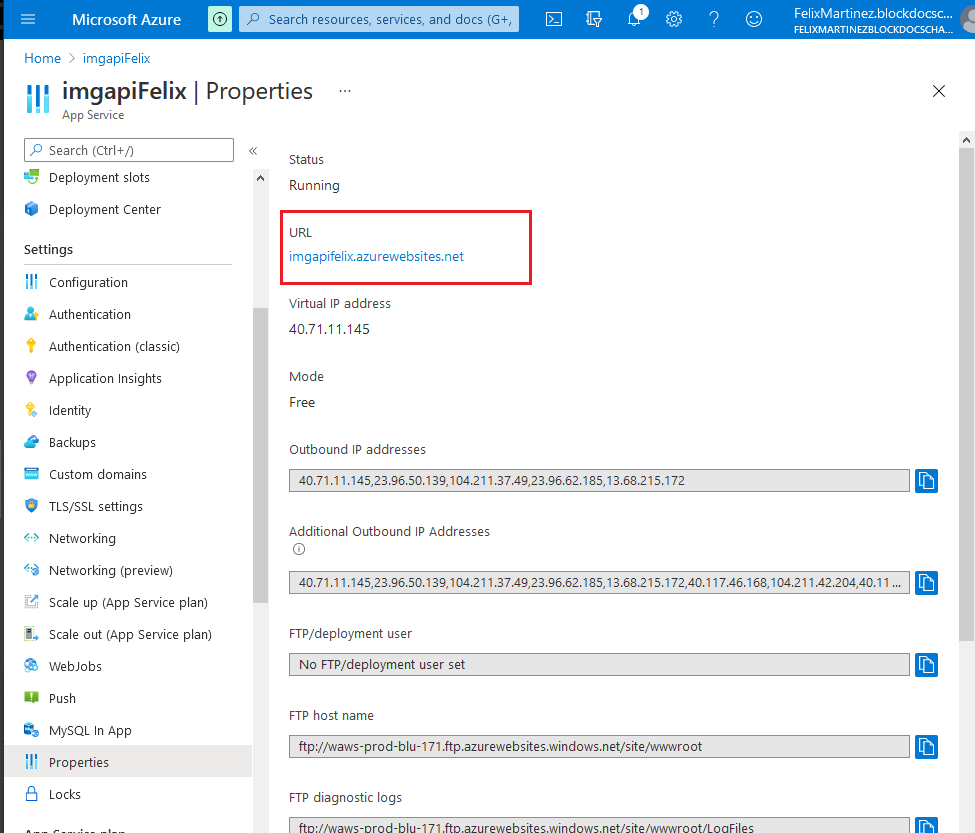 Microsoft Azure
Search resources, services, and docs (G+/
1
FelixMartinez.blockdocsc...
FELIXMARTINEZBLOCKDOCSCHA...
Home > imgapiFelix
imgapiFelix | Properties ...
App Service
Search (Ctrl+/)
«
Deployment slots
Deployment Center
Settings
Configuration
Authentication
Authentication (classic)
Application Insights
Identity
Backups
Custom domains
TLS/SSL settings
Networking
Networking (preview)
Scale up (App Service plan)
Scale out (App Service plan)
WebJobs
Push
MySQL In App
Properties
Locks
App Service plan
Status
Running
URL
imgapifelix.azurewebsites.net
Virtual IP address
40.71.11.145
Mode
Free
Outbound IP addresses
40.71.11.145,23.96.50.139,104.211.37.49,23.96.62.185,13.68.215.172
Additional Outbound IP Addresses
40.71.11.145,23.96.50.139,104.211.37.49,23.96.62.185,13.68.215.172,40.117.46.168,104.211.42.204,40.11 ...
FTP/deployment user
No FTP/deployment user set
FTP host name
ftp://waws-prod-blu-171.ftp.azurewebsites.windows.net/site/wwwroot
FTP diagnostic logs
ftp://waws-prod-blu-171.ftp.azurewebsites.windows.net/site/wwwroot/LogFiles